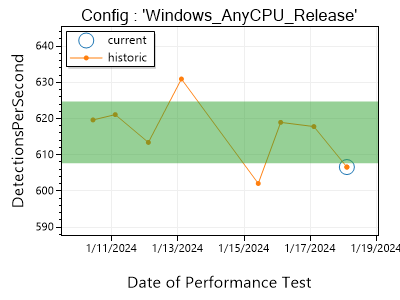 Config : 'Windows_AnyCPU_Release'
current
historic
DetectionsPerSecond
640
630
620
610
600
590
1/11/2024 1/13/2024 1/15/2024 1/17/2024 1/19/2024
Date of Performance Test